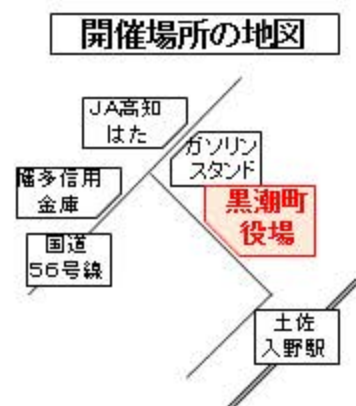 開催場所の地図
JA高知
はた
ガソリン
スタンド
幡多信用
金庫
黒潮町
役場
国道
56号線
土佐
入野駅